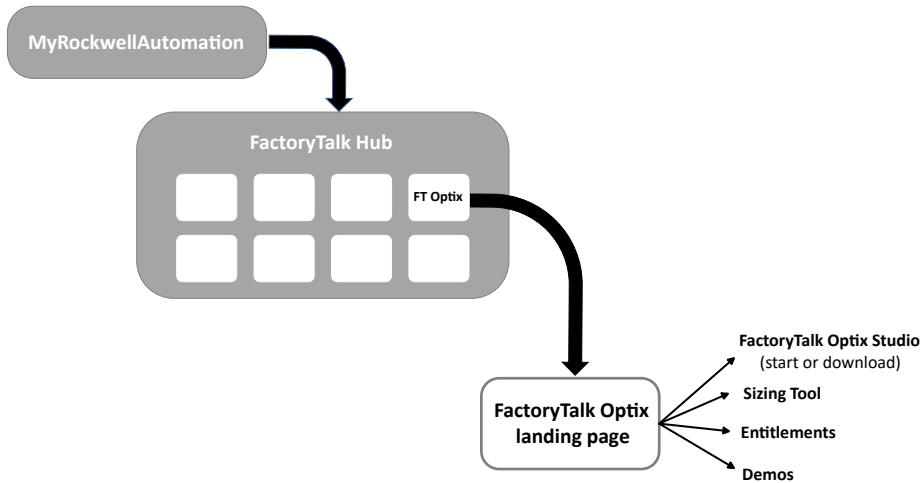 MyRockwellAutomation
FactoryTalk Hub
FT Optix
FactoryTalk Optix Studio
(start or download)
Sizing Tool
FactoryTalk Optix
landing page
Entitlements
Demos